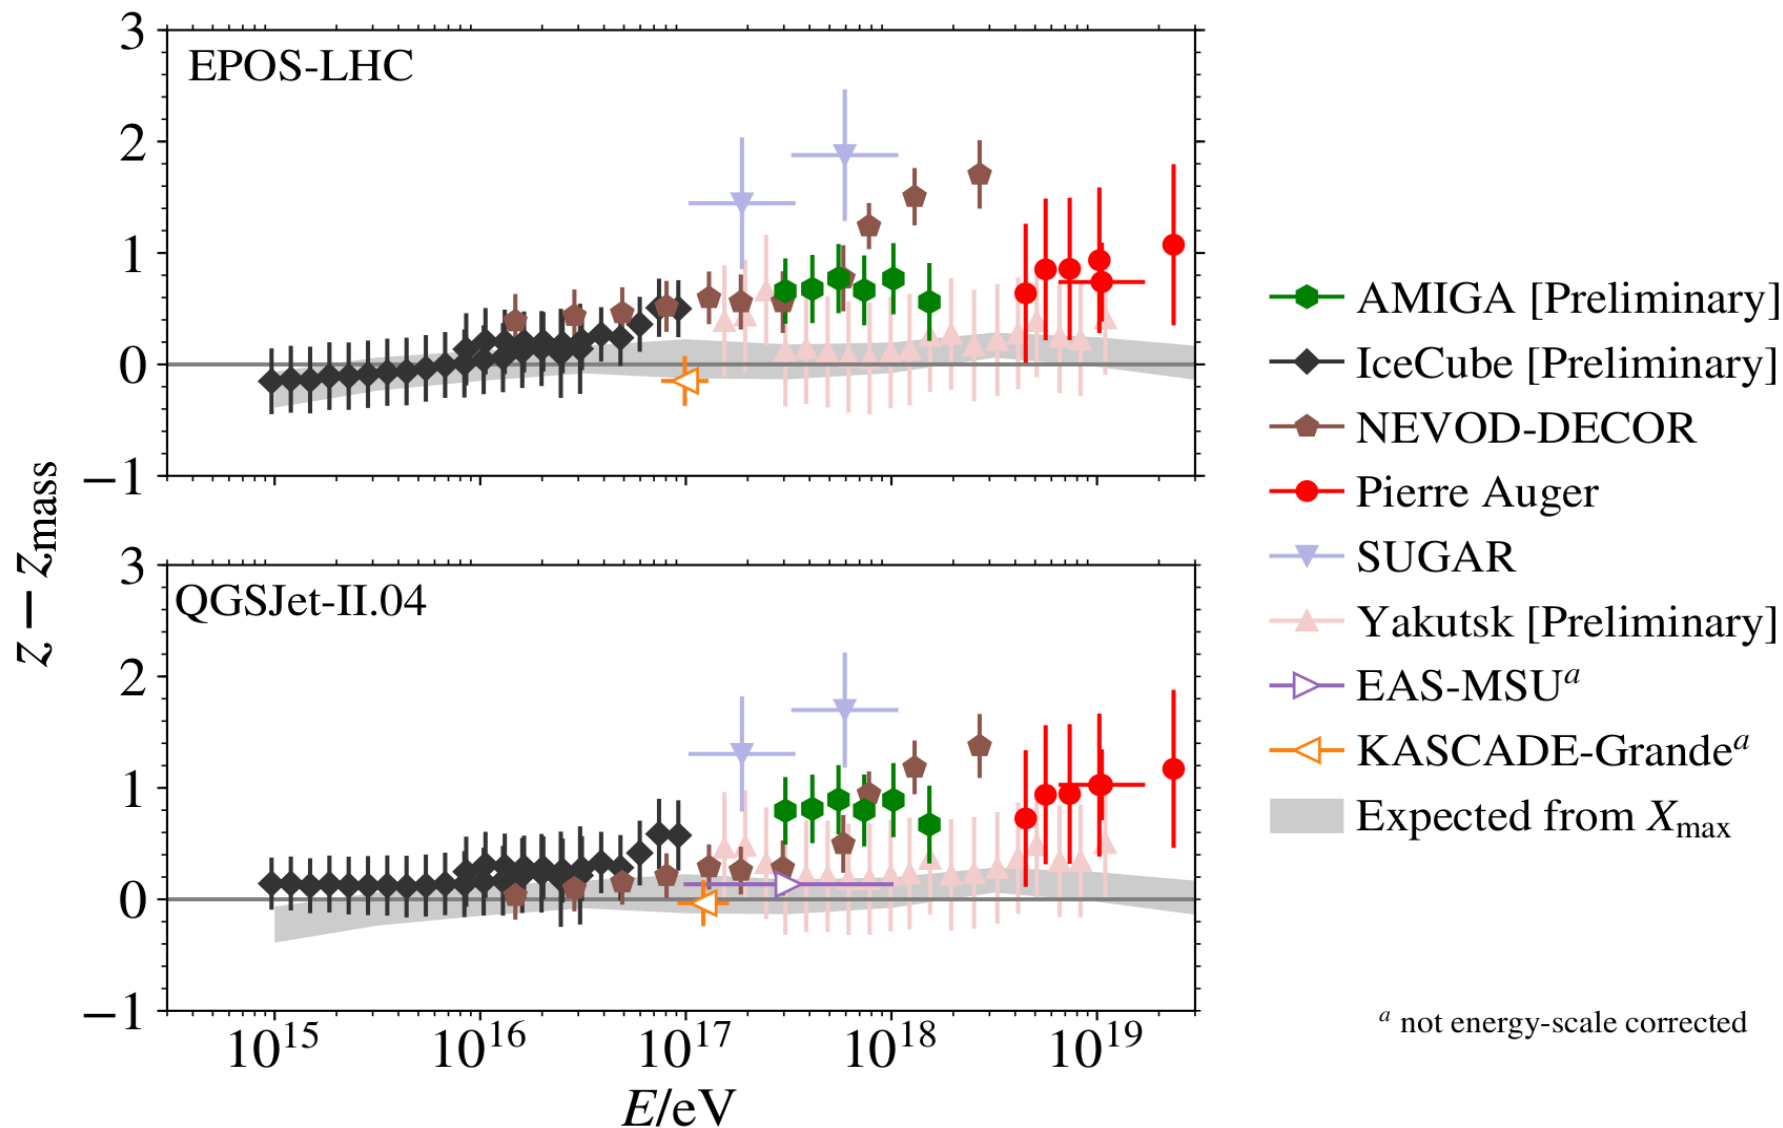 3
EPOS-LHC
2
1
0
−1
3
QGSJet-II.04
2
1
0
−1
z − z_mass
10^15 10^16 10^17 10^18 10^19
E/eV
AMIGA [Preliminary]
IceCube [Preliminary]
NEVOD-DECOR
Pierre Auger
SUGAR
Yakutsk [Preliminary]
EAS-MSU^a
KASCADE-Grande^a
Expected from X_max
^a not energy-scale corrected